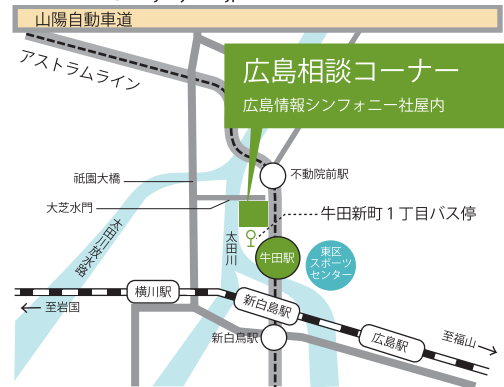 山陽自動車道
アストラムライン
広島相談コーナー
広島情報シンフォニー社屋内
不動院前駅
祇園大橋
大芝水門
牛田新町1丁目バス停
太田川放水路
太田川
牛田駅
東区
スポーツ
センター
横川駅
至岩国
新白島駅
新白島駅
広島駅
至福山